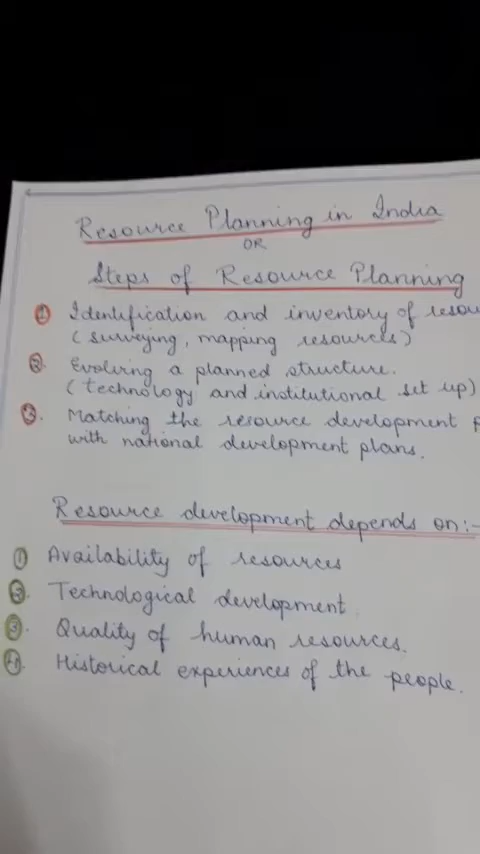 Resource Planning in India
OR
Steps of Resource Planning
① Identification and inventory of
(surveying, mapping resources)
②. Evolving a planned structure.
(technology and institutional set up)
③. Matching the resource development
with national development plans.
Resource development depends on:-
① Availability of resources
②. Technological development.
③. Quality of human resources.
④. Historical experiences of the people.